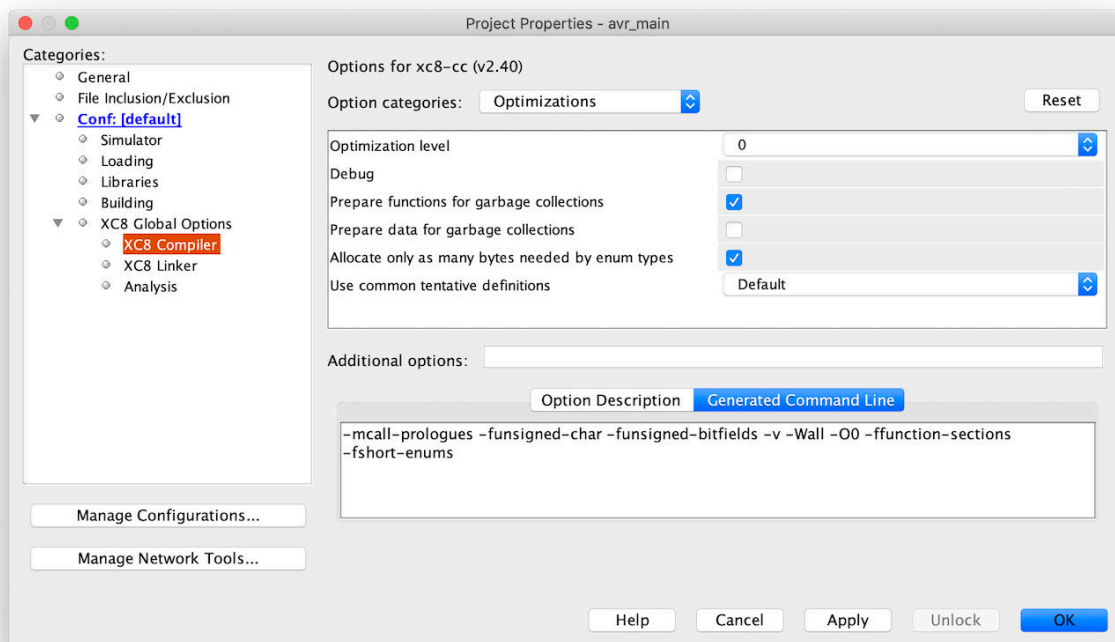 Project Properties - avr_main
Categories:
General
File Inclusion/Exclusion
Conf: [default]
Simulator
Loading
Libraries
Building
XC8 Global Options
XC8 Compiler
XC8 Linker
Analysis
Manage Configurations...
Manage Network Tools...
Options for xc8-cc (v2.40)
Option categories: Optimizations Reset
Optimization level 0
Debug
Prepare functions for garbage collections
Prepare data for garbage collections
Allocate only as many bytes needed by enum types
Use common tentative definitions Default
Additional options:
Option Description Generated Command Line
-mcall-prologues -funsigned-char -funsigned-bitfields -v -Wall -O0 -ffunction-sections
-fshort-enums
Help Cancel Apply Unlock OK